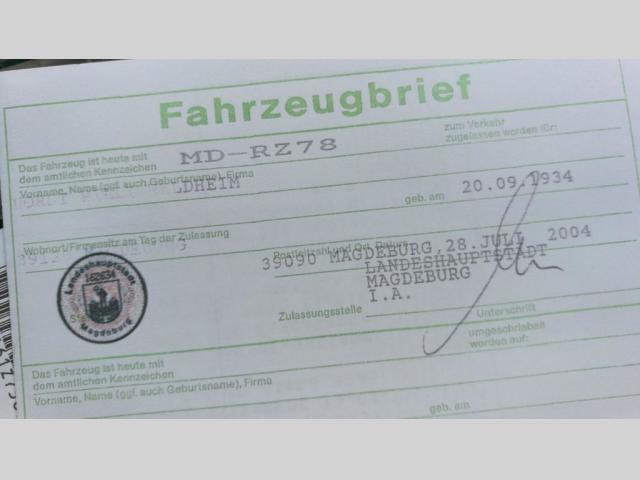 Fahrzeugbrief
Das Fahrzeug ist heute mit
dem amtlichen Kennzeichen MD-RZ78
zum Verkehr
zugelassen worden für:
Vorname, Name (ggf. auch Geburtsname), Firma
geb. am 20.09.1934
Wohnort/Firmensitz am Tag der Zulassung
Postleitzahl und Ort, Datum
39090 MAGDEBURG, 28. JULI 2004
LANDESHAUPTSTADT
MAGDEBURG
I.A.
Zulassungsstelle
Unterschrift
Landeshauptstadt
Magdeburg
Das Fahrzeug ist heute mit
dem amtlichen Kennzeichen
umgeschrieben
worden auf:
Vorname, Name (ggf. auch Geburtsname), Firma
geb. am